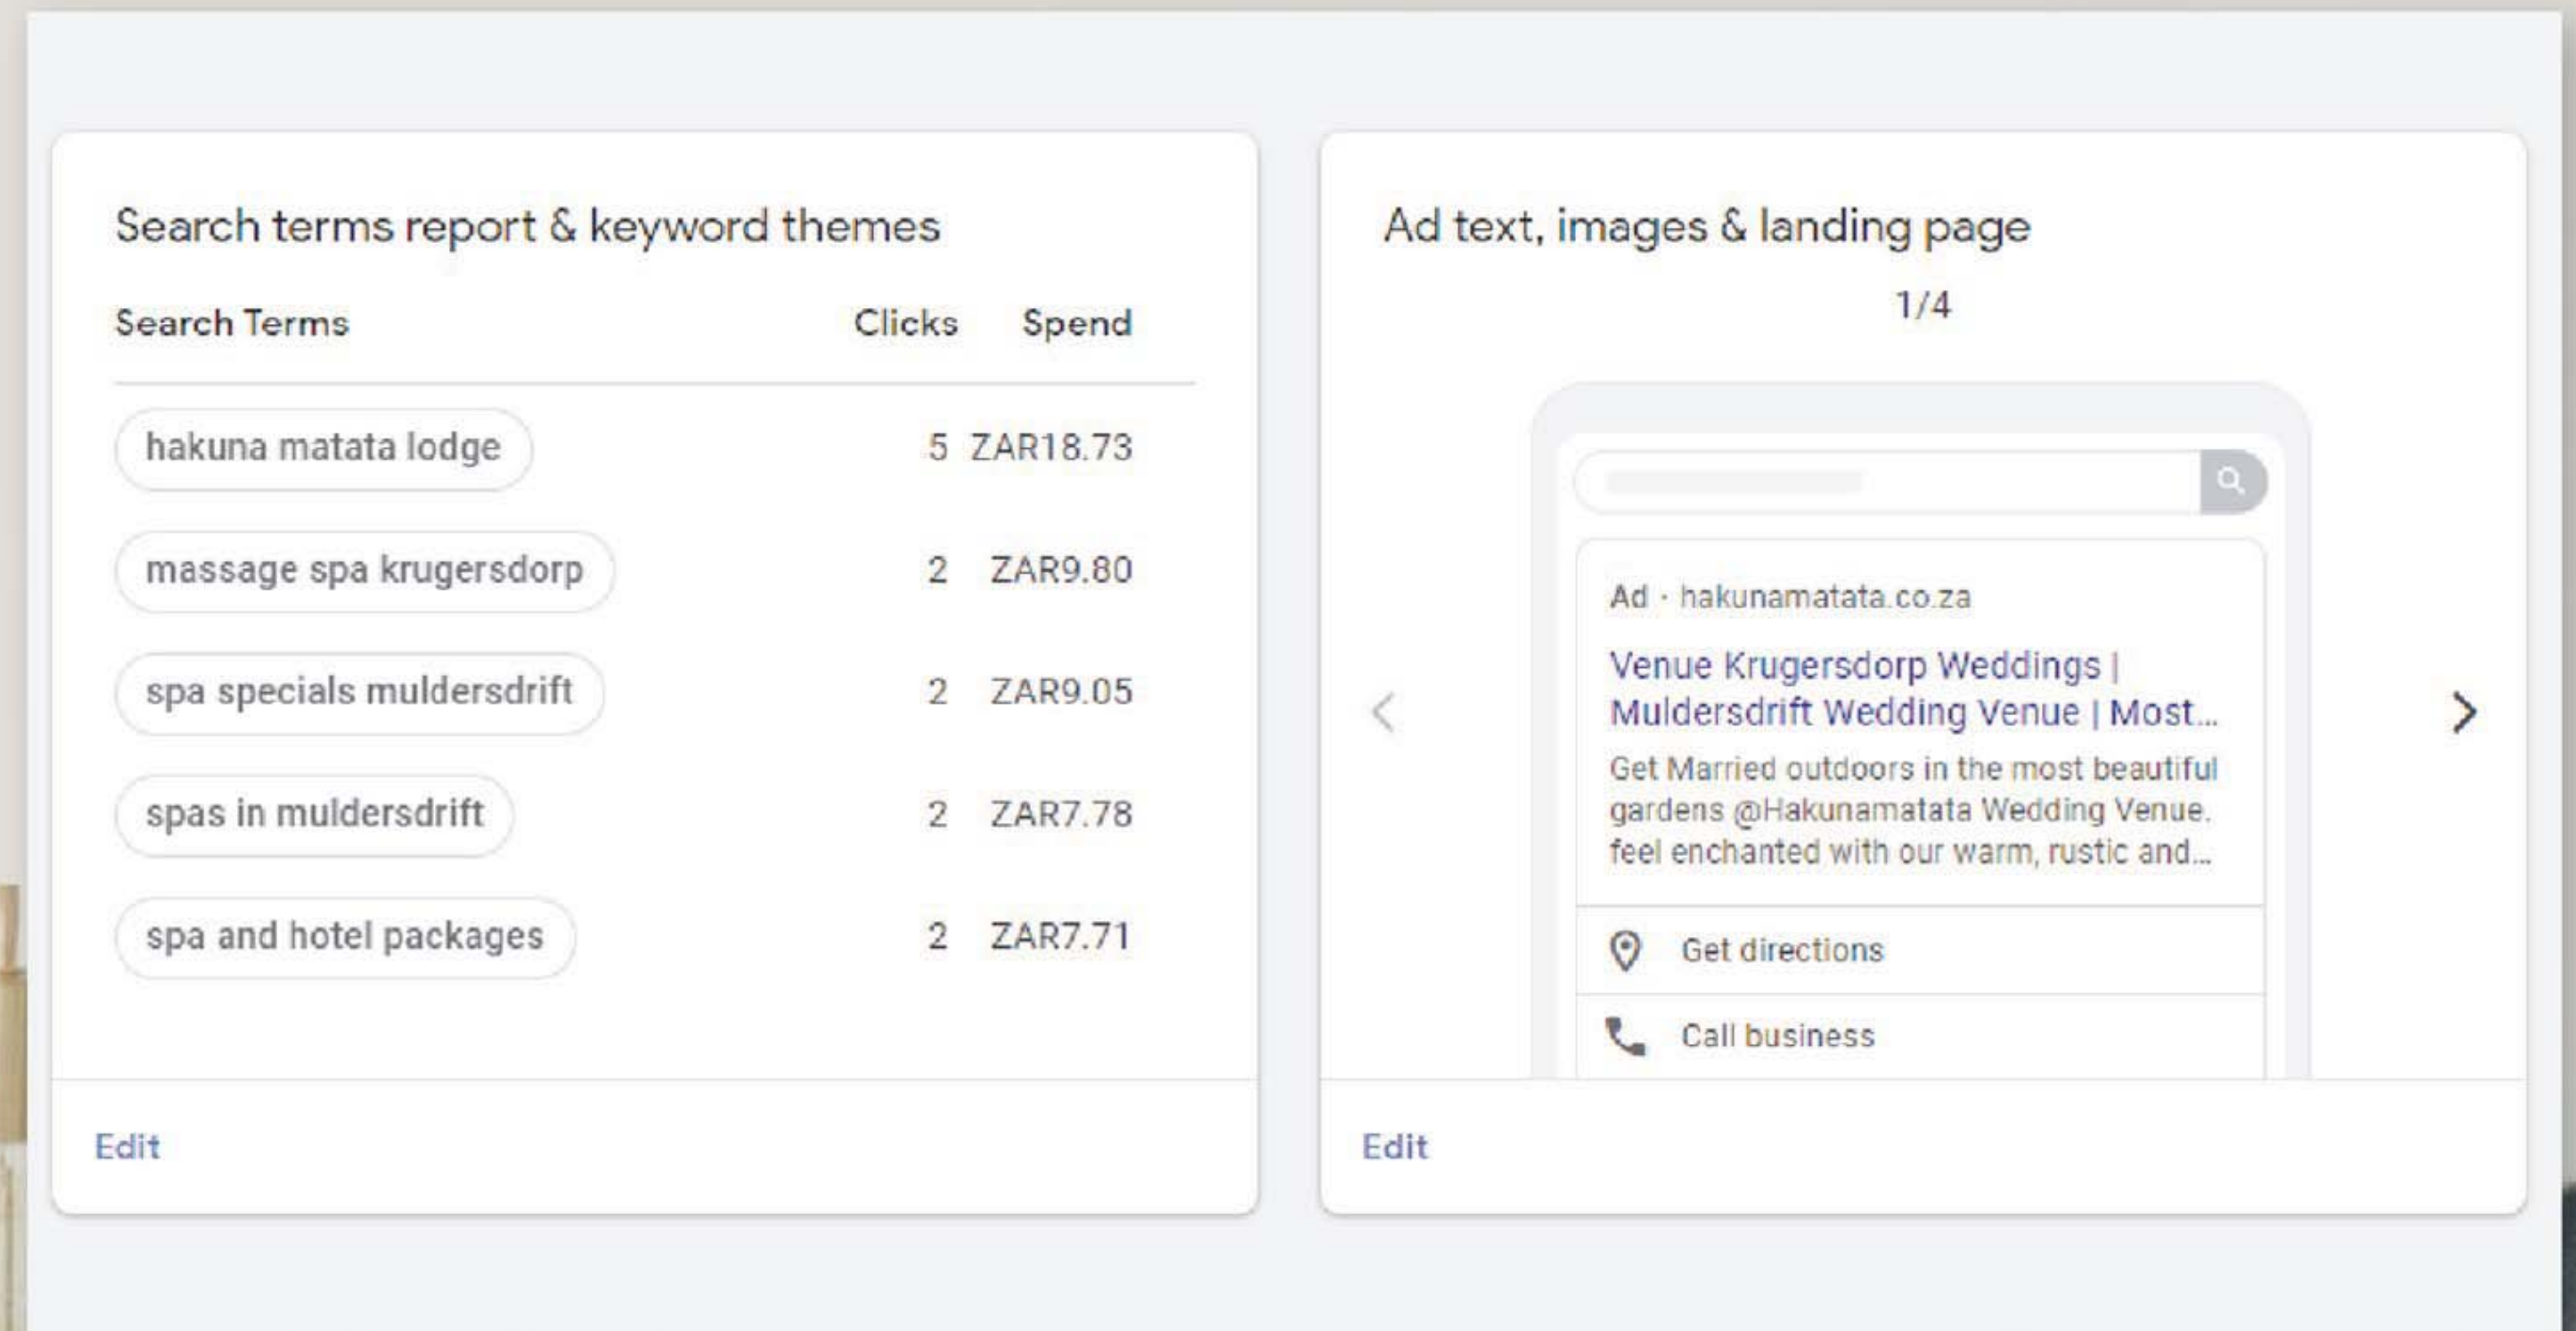 Search terms report & keyword themes
Search Terms Clicks Spend
hakuna matata lodge 5 ZAR18.73
massage spa krugersdorp 2 ZAR9.80
spa specials muldersdrift 2 ZAR9.05
spas in muldersdrift 2 ZAR7.78
spa and hotel packages 2 ZAR7.71
Edit
Ad text, images & landing page
1/4
Ad · hakunamatata.co.za
Venue Krugersdorp Weddings |
Muldersdrift Wedding Venue | Most...
Get Married outdoors in the most beautiful
gardens @Hakunamatata Wedding Venue.
feel enchanted with our warm, rustic and...
Get directions
Call business
Edit